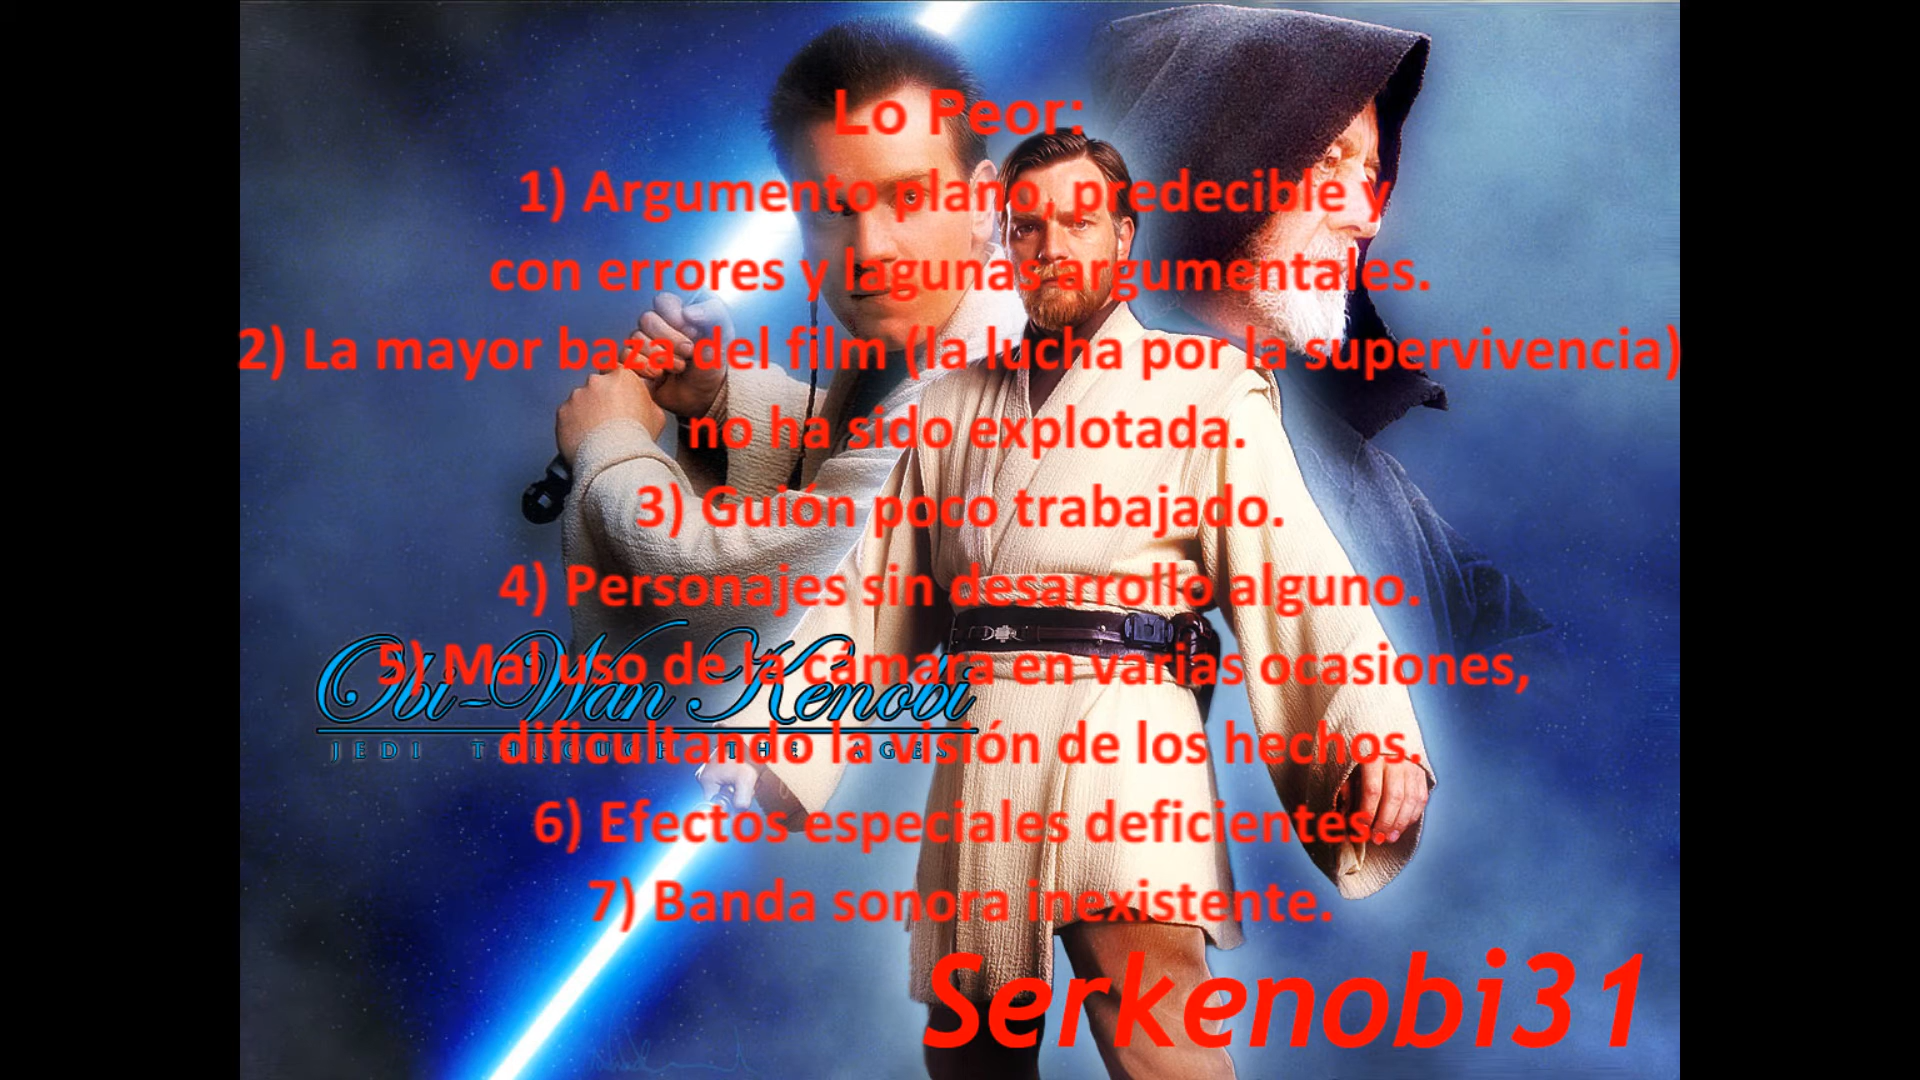 Lo Peor:
1) Argumento plano, predecible y
con errores y lagunas argumentales.
2) La mayor baza del film (la lucha por la supervivencia)
no ha sido explotada.
3) Guión poco trabajado.
4) Personajes sin desarrollo alguno.
5) Mal uso de la cámara en varias ocasiones,
Obi-Wan Kenobi
dificultando la visión de los hechos.
JEDI THROUGH THE AGES
6) Efectos especiales deficientes.
7) Banda sonora inexistente.
Serkenobi31